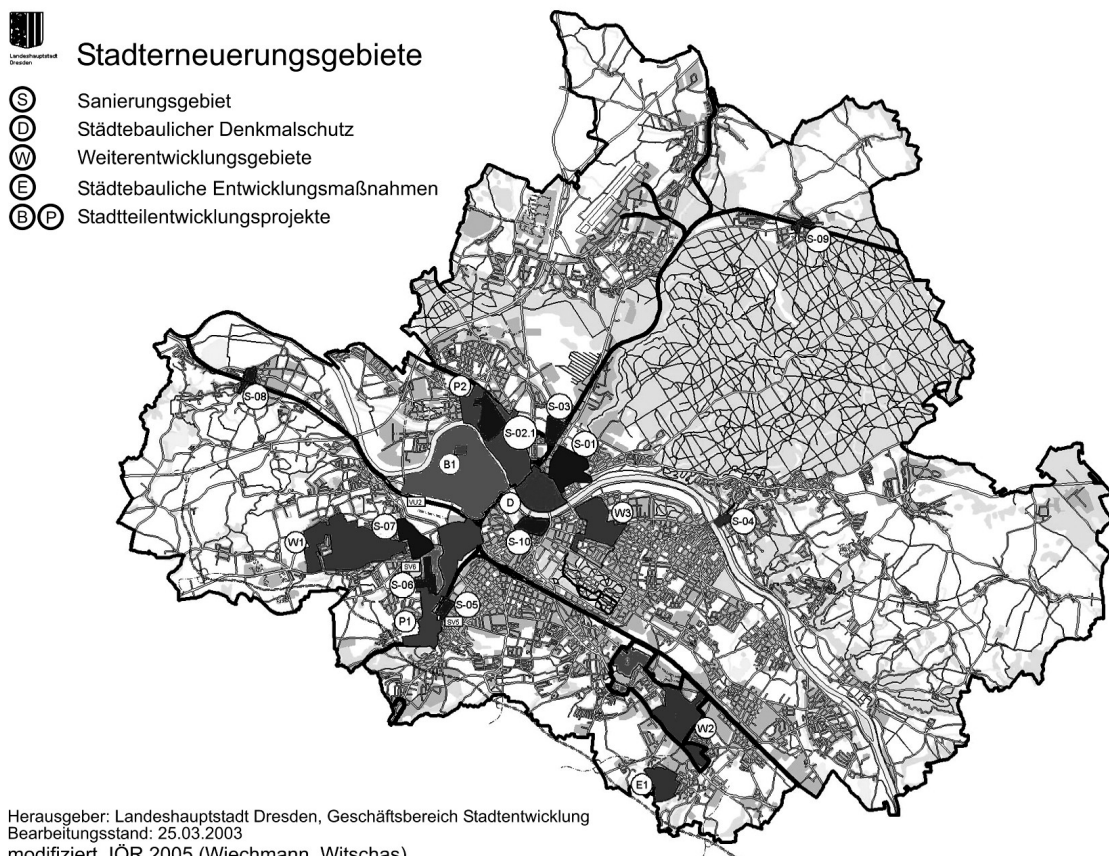 Landeshauptstadt
Dresden
Stadterneuerungsgebiete
S Sanierungsgebiet
D Städtebaulicher Denkmalschutz
W Weiterentwicklungsgebiete
E Städtebauliche Entwicklungsmaßnahmen
B P Stadtteilentwicklungsprojekte
S-09
S-08
P2
S-03
S-02.1
S-01
B1
VU2
D
W3
S-04
S-07
W1
S-10
SV6
S-06
S-05
P1
SV5
W2
E1
Herausgeber: Landeshauptstadt Dresden, Geschäftsbereich Stadtentwicklung
Bearbeitungsstand: 25.03.2003
modifiziert IÖR 2005 (Wiechmann, Witschas)